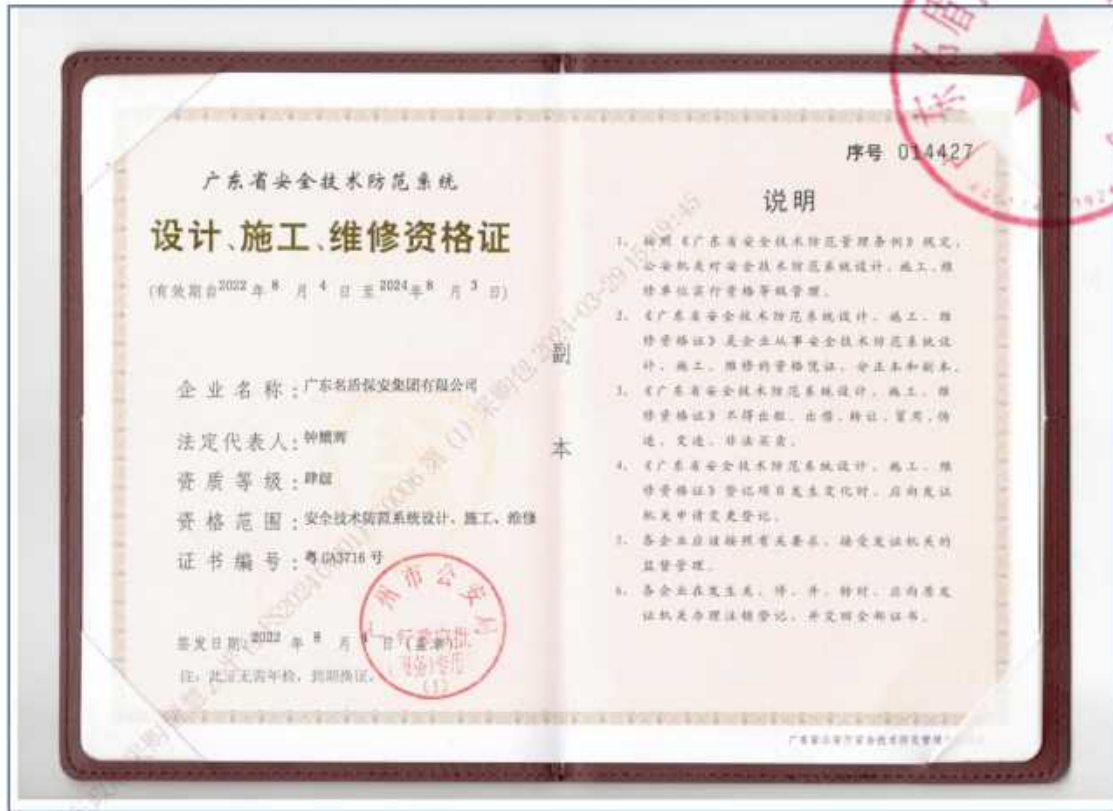 广东省安全技术防范系统
设计、施工、维修资格证
(有效期自2022年8月4日至2024年8月3日)
企业名称:广东名盾保安集团有限公司
法定代表人:钟
资质等级:肆级
资格范围:安全技术防范系统设计、施工、维修
证书编号:粤GA3716号
签发日期:2022年8月4日(盖章)
注:此证无需年检,到期换证。
广州市公安局
(1)
副
本
序号 014427
说明
1、按照《广东省安全技术防范管理条例》规定,
公安机关对安全技术防范系统设计、施工、维
修单位实行资格等级管理。
2、《广东省安全技术防范系统设计、施工、维
修资格证》是企业从事安全技术防范系统设
计、施工、维修的资格凭证,分正本和副本。
3、《广东省安全技术防范系统设计、施工、维
修资格证》不得出租、出借、转让、冒用、伪
造、变造、非法买卖。
4、《广东省安全技术防范系统设计、施工、维
修资格证》登记项目发生变化时,应向发证
机关申请变更登记。
5、各企业应该按照有关要求,接受发证机关的
监督管理。
6、各企业在发生关、停、并、转时,应向原发
证机关办理注销登记,并交回全部证书。